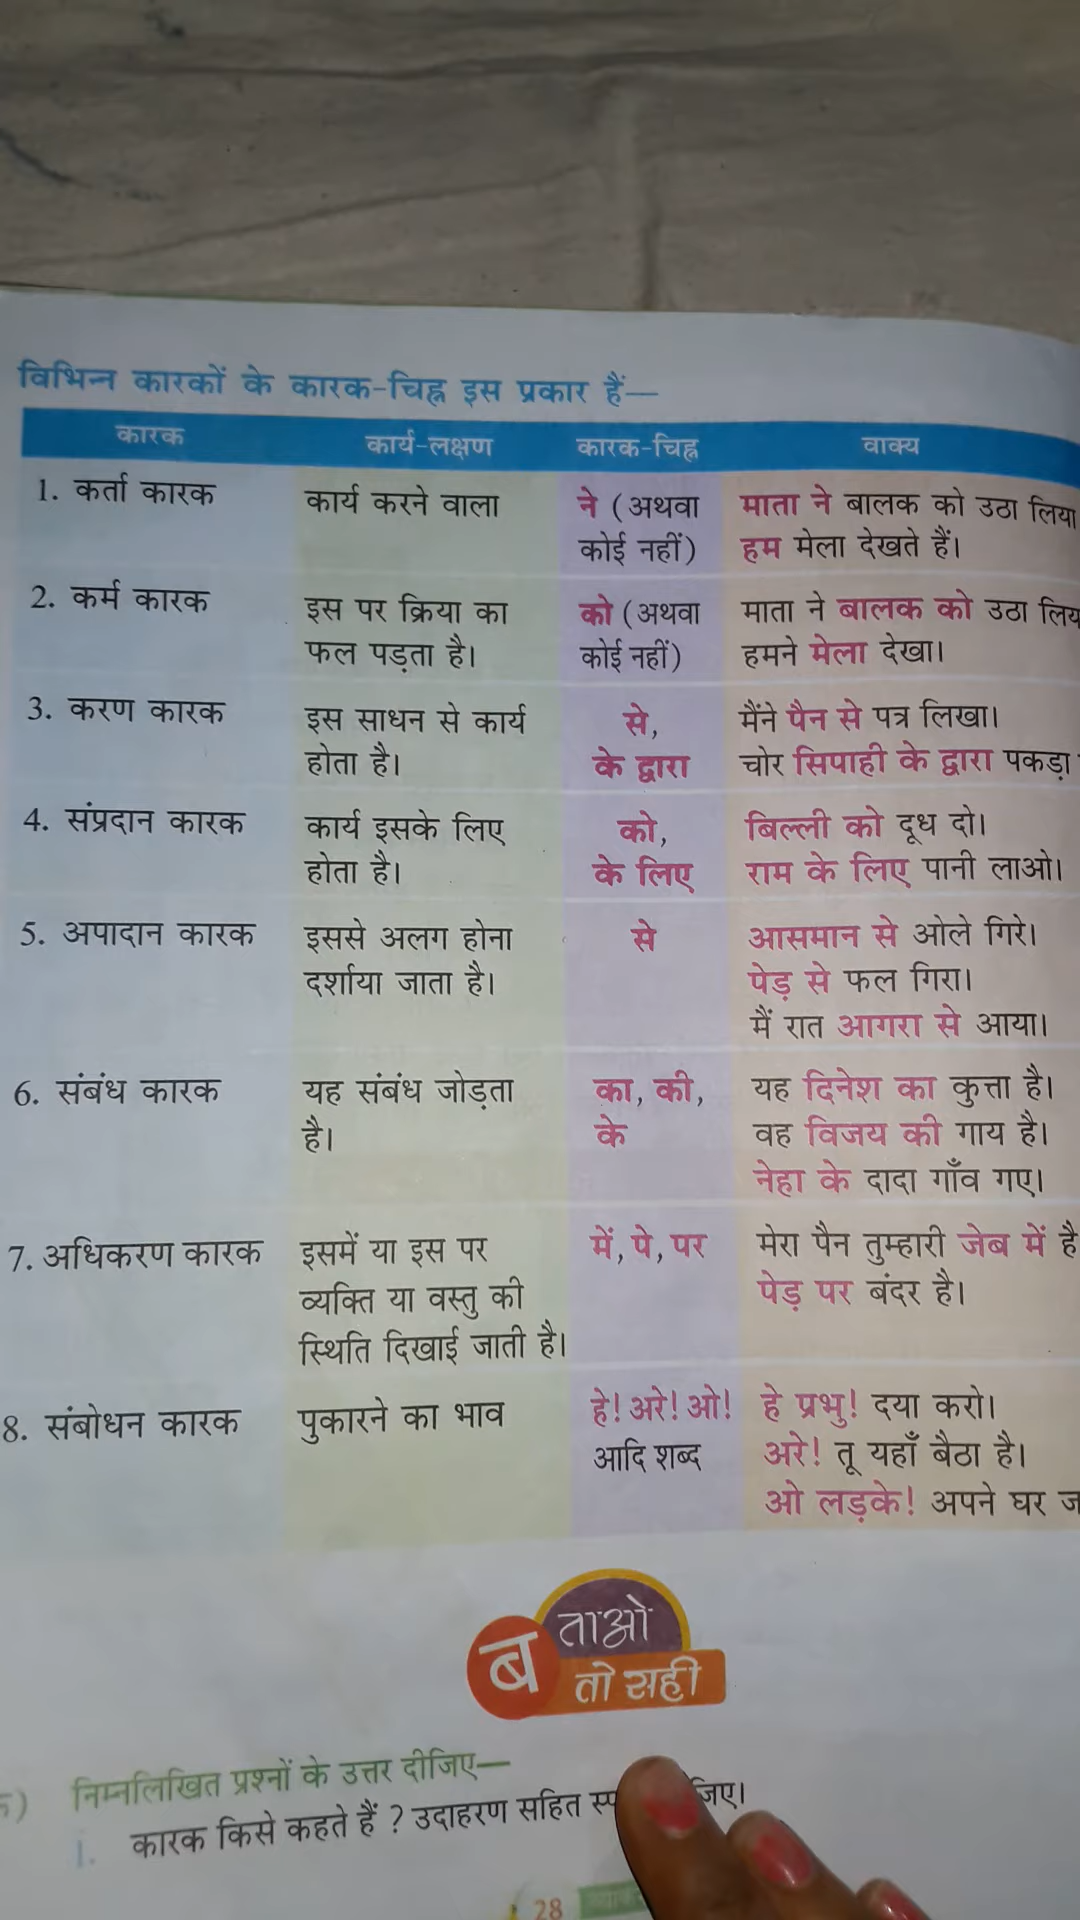 विभिन्न कारकों के कारक-चिह्न इस प्रकार हैं—
कारक कार्य-लक्षण कारक-चिह्न वाक्य
1. कर्ता कारक कार्य करने वाला ने (अथवा माता ने बालक को उठा लिया
कोई नहीं) हम मेला देखते हैं।
2. कर्म कारक इस पर क्रिया का को (अथवा माता ने बालक को उठा
फल पड़ता है। कोई नहीं) हमने मेला देखा।
3. करण कारक इस साधन से कार्य से, मैंने पैन से पत्र लिखा।
होता है। के द्वारा चोर सिपाही के द्वारा पकड़ा
4. संप्रदान कारक कार्य इसके लिए को, बिल्ली को दूध दो।
होता है। के लिए राम के लिए पानी लाओ।
5. अपादान कारक इससे अलग होना से आसमान से ओले गिरे।
दर्शाया जाता है। पेड़ से फल गिरा।
मैं रात आगरा से आया।
6. संबंध कारक यह संबंध जोड़ता का, की, यह दिनेश का कुत्ता है।
है। के वह विजय की गाय है।
नेहा के दादा गाँव गए।
7. अधिकरण कारक इसमें या इस पर में, पे, पर मेरा पैन तुम्हारी जेब में है
व्यक्ति या वस्तु की पेड़ पर बंदर है।
स्थिति दिखाई जाती है।
8. संबोधन कारक पुकारने का भाव हे! अरे! ओ! हे प्रभु! दया करो।
आदि शब्द अरे! तू यहाँ बैठा है।
ओ लड़के! अपने घर
बताओ
तो सही
निम्नलिखित प्रश्नों के उत्तर दीजिए—
i. कारक किसे कहते हैं ? उदाहरण सहित
28